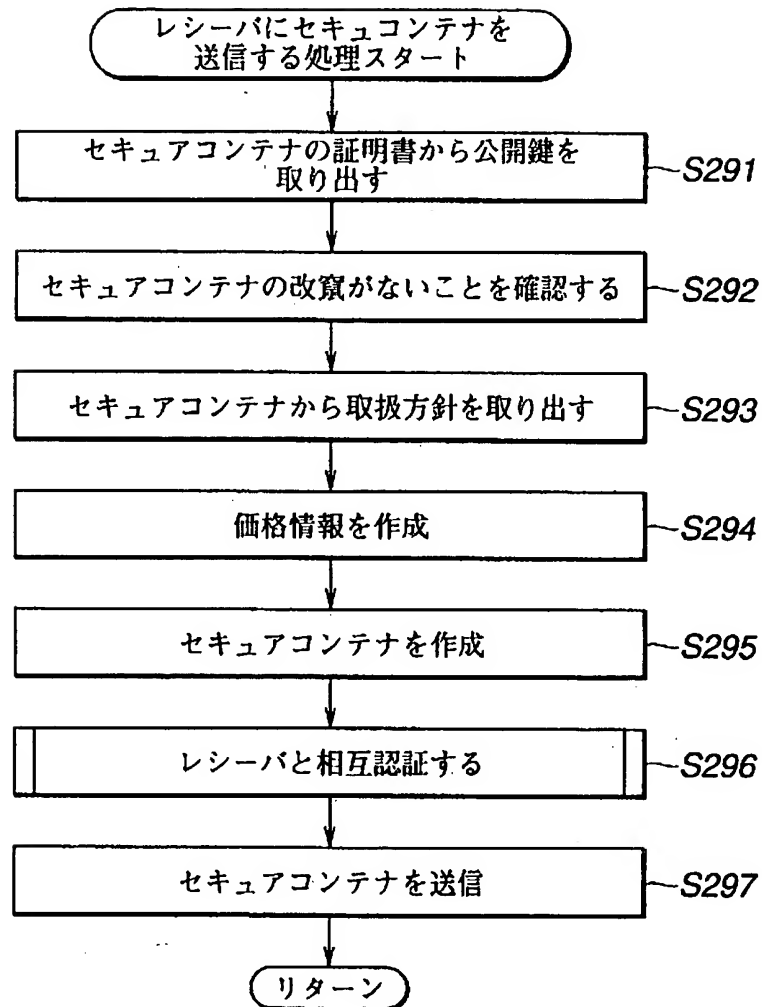 レシーバにセキュコンテナを
送信する処理スタート
セキュアコンテナの証明書から公開鍵を
取り出す
S291
セキュアコンテナの改竄がないことを確認する
S292
セキュアコンテナから取扱方針を取り出す
S293
価格情報を作成
S294
セキュアコンテナを作成
S295
レシーバと相互認証する
S296
セキュアコンテナを送信
S297
リターン